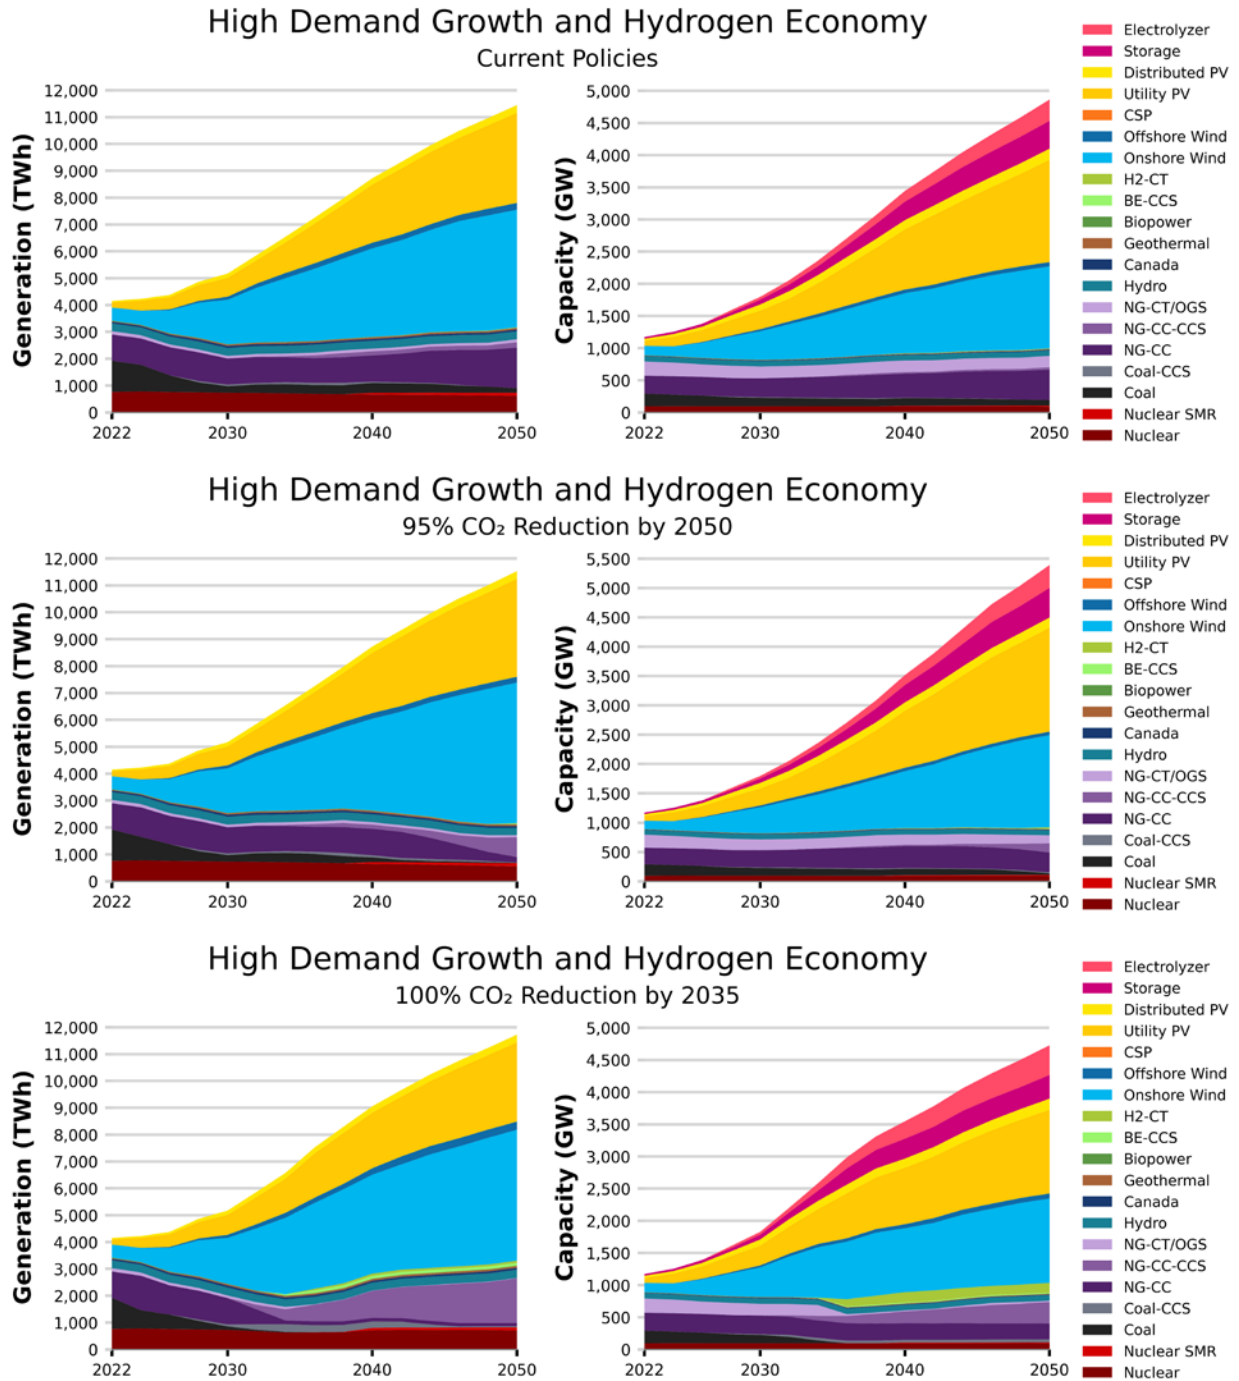 High Demand Growth and Hydrogen Economy
Current Policies
Generation (TWh)
12,000
11,000
10,000
9,000
8,000
7,000
6,000
5,000
4,000
3,000
2,000
1,000
0
2022 2030 2040 2050
Capacity (GW)
5,000
4,500
4,000
3,500
3,000
2,500
2,000
1,500
1,000
500
0
2022 2030 2040 2050
Electrolyzer
Storage
Distributed PV
Utility PV
CSP
Offshore Wind
Onshore Wind
H2-CT
BE-CCS
Biopower
Geothermal
Canada
Hydro
NG-CT/OGS
NG-CC-CCS
NG-CC
Coal-CCS
Coal
Nuclear SMR
Nuclear
High Demand Growth and Hydrogen Economy
95% CO₂ Reduction by 2050
Generation (TWh)
12,000
11,000
10,000
9,000
8,000
7,000
6,000
5,000
4,000
3,000
2,000
1,000
0
2022 2030 2040 2050
Capacity (GW)
5,500
5,000
4,500
4,000
3,500
3,000
2,500
2,000
1,500
1,000
500
0
2022 2030 2040 2050
Electrolyzer
Storage
Distributed PV
Utility PV
CSP
Offshore Wind
Onshore Wind
H2-CT
BE-CCS
Biopower
Geothermal
Canada
Hydro
NG-CT/OGS
NG-CC-CCS
NG-CC
Coal-CCS
Coal
Nuclear SMR
Nuclear
High Demand Growth and Hydrogen Economy
100% CO₂ Reduction by 2035
Generation (TWh)
12,000
11,000
10,000
9,000
8,000
7,000
6,000
5,000
4,000
3,000
2,000
1,000
0
2022 2030 2040 2050
Capacity (GW)
5,000
4,500
4,000
3,500
3,000
2,500
2,000
1,500
1,000
500
0
2022 2030 2040 2050
Electrolyzer
Storage
Distributed PV
Utility PV
CSP
Offshore Wind
Onshore Wind
H2-CT
BE-CCS
Biopower
Geothermal
Canada
Hydro
NG-CT/OGS
NG-CC-CCS
NG-CC
Coal-CCS
Coal
Nuclear SMR
Nuclear